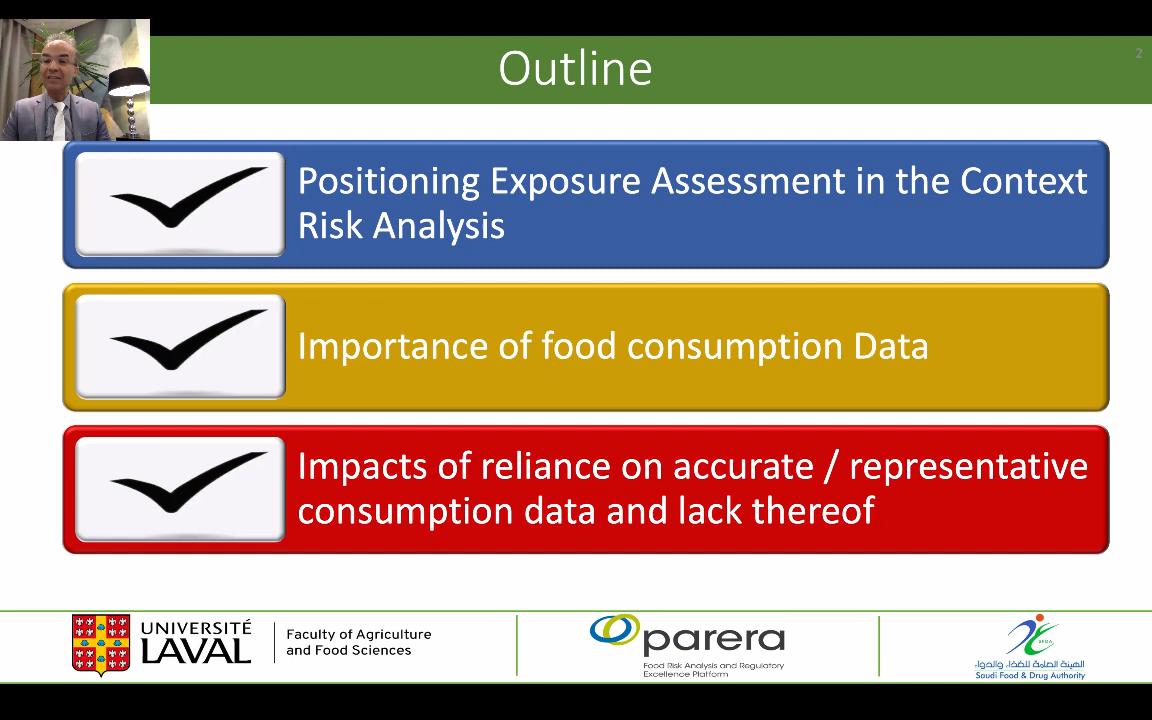 Outline
2
Positioning Exposure Assessment in the Context
Risk Analysis
Importance of food consumption Data
Impacts of reliance on accurate / representative
consumption data and lack thereof
UNIVERSITÉ
LAVAL
Faculty of Agriculture
and Food Sciences
parera
Food Risk Analysis and Regulatory
Excellence Platform
SFDA
الهيئة العامة للغذاء والدواء
Saudi Food & Drug Authority